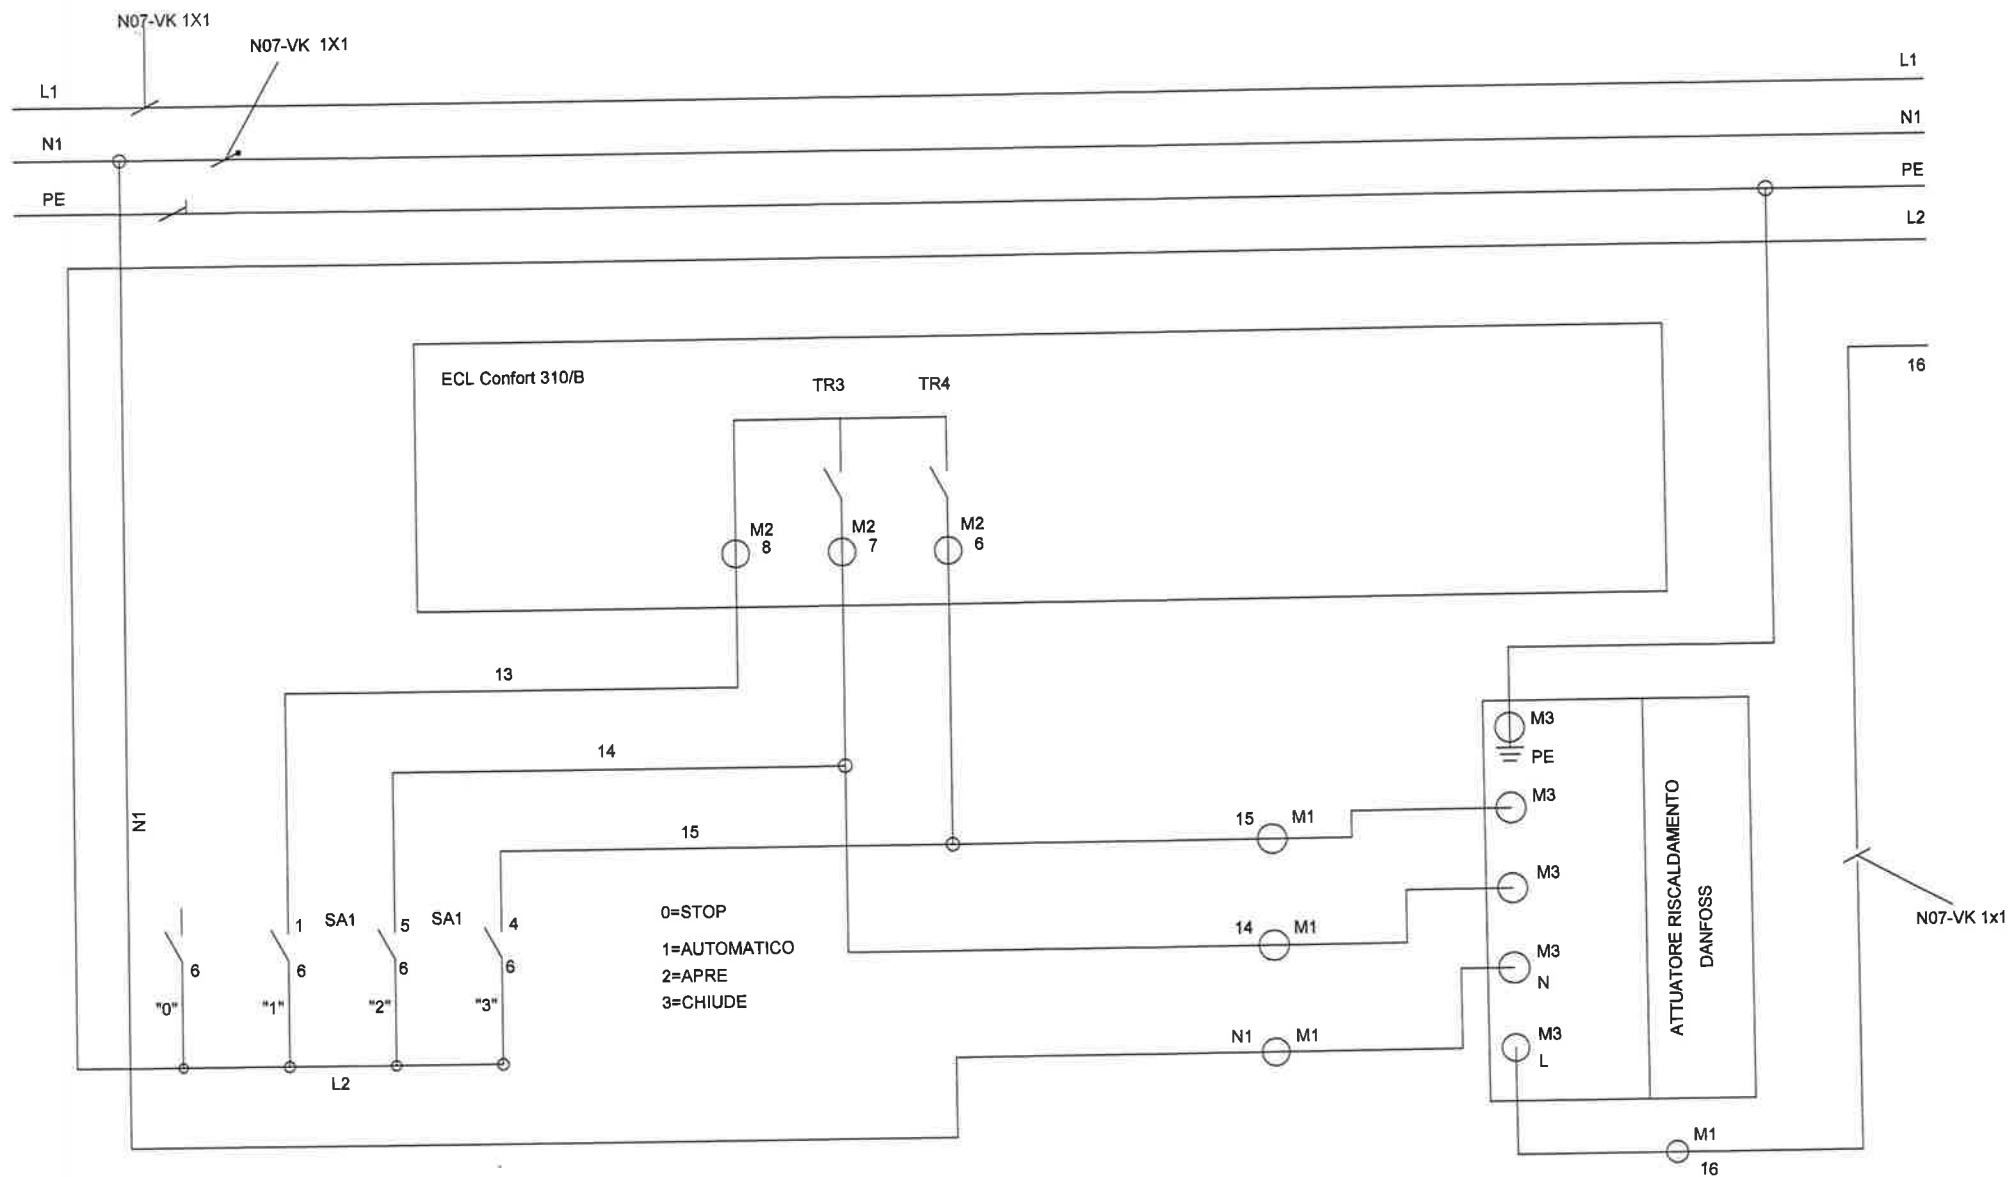 N07-VK 1X1
N07-VK 1X1
L1
L1
N1
N1
PE
PE
L2
16
ECL Confort 310/B
TR3
TR4
M2
8
M2
7
M2
6
13
14
15
N1
15 M1
14 M1
N1 M1
M3
PE
M3
M3
M3
N
M3
L
ATTUATORE RISCALDAMENTO
DANFOSS
N07-VK 1x1
M1
16
SA1
SA1
1
5
4
6
6
6
6
"0"
"1"
"2"
"3"
L2
0=STOP
1=AUTOMATICO
2=APRE
3=CHIUDE